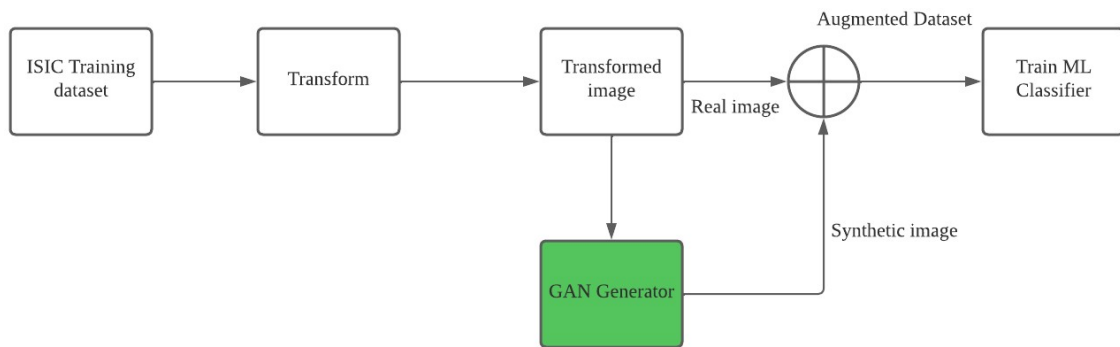 ISIC Training
dataset
Transform
Transformed
image
Real image
Augmented Dataset
Train ML
Classifier
GAN Generator
Synthetic image